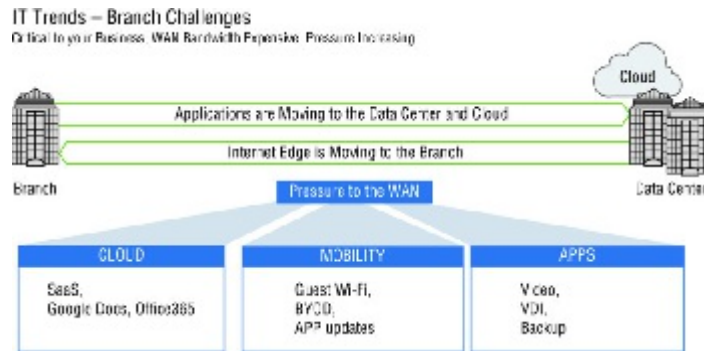 IT Trends – Branch Challenges
Critical to your Business, WAN Bandwidth Expensive, Pressure Increasing
Cloud
Applications are Moving to the Data Center and Cloud
Internet Edge is Moving to the Branch
Branch
Pressure to the WAN
Data Center
CLOUD
MOBILITY
APPS
SaaS,
Google Docs, Office365
Guest Wi-Fi,
BYOD,
APP updates
Video,
VDI,
Backup